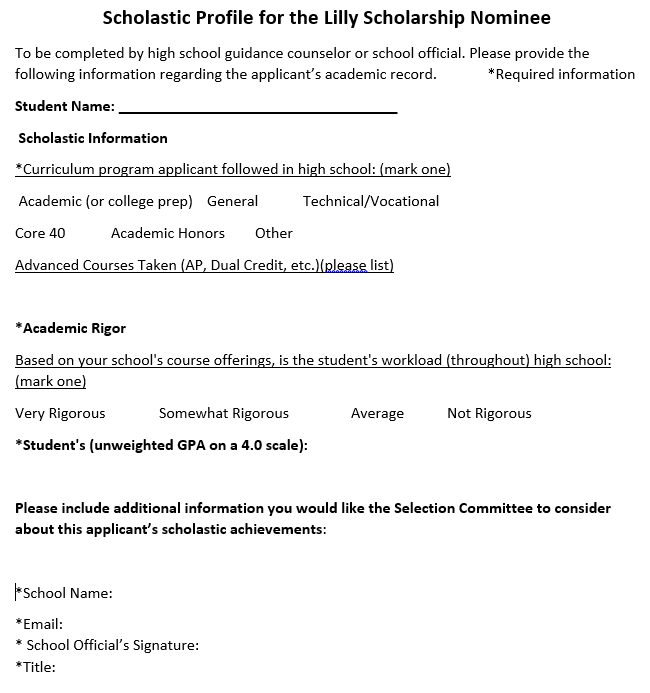 Scholastic Profile for the Lilly Scholarship Nominee
To be completed by high school guidance counselor or school official. Please provide the
following information regarding the applicant’s academic record. *Required information
Student Name: ___________________________________
Scholastic Information
*Curriculum program applicant followed in high school: (mark one)
Academic (or college prep) General Technical/Vocational
Core 40 Academic Honors Other
Advanced Courses Taken (AP, Dual Credit, etc.)(please list)
*Academic Rigor
Based on your school's course offerings, is the student's workload (throughout) high school:
(mark one)
Very Rigorous Somewhat Rigorous Average Not Rigorous
*Student's (unweighted GPA on a 4.0 scale):
Please include additional information you would like the Selection Committee to consider
about this applicant’s scholastic achievements:
*School Name:
*Email:
* School Official’s Signature:
*Title: